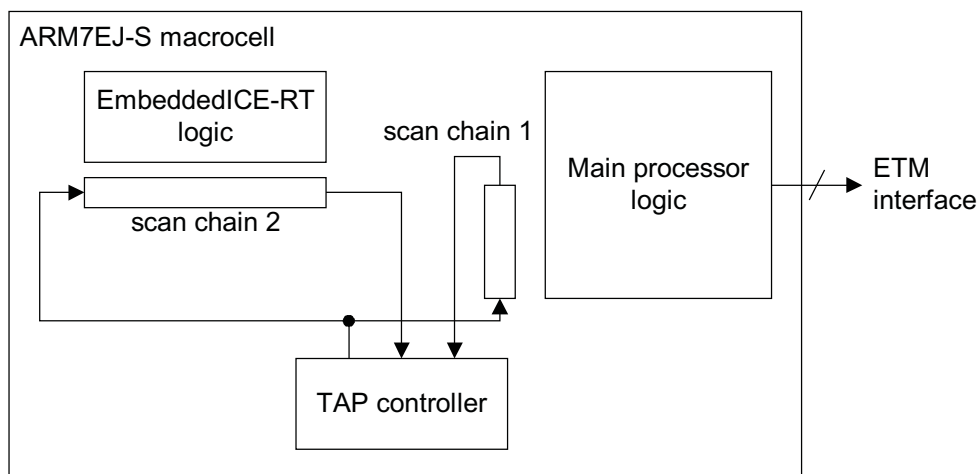 ARM7EJ-S macrocell
EmbeddedICE-RT
logic
scan chain 1
Main processor
logic
ETM
interface
scan chain 2
TAP controller